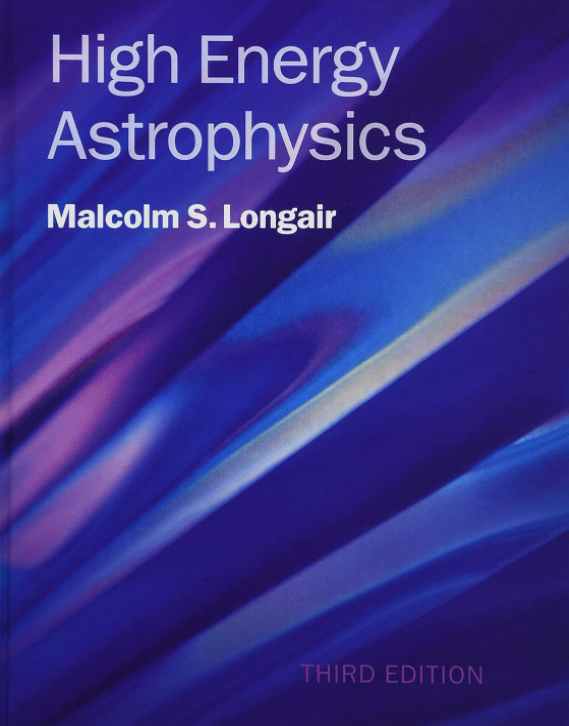 High Energy
Astrophysics
Malcolm S. Longair
THIRD EDITION